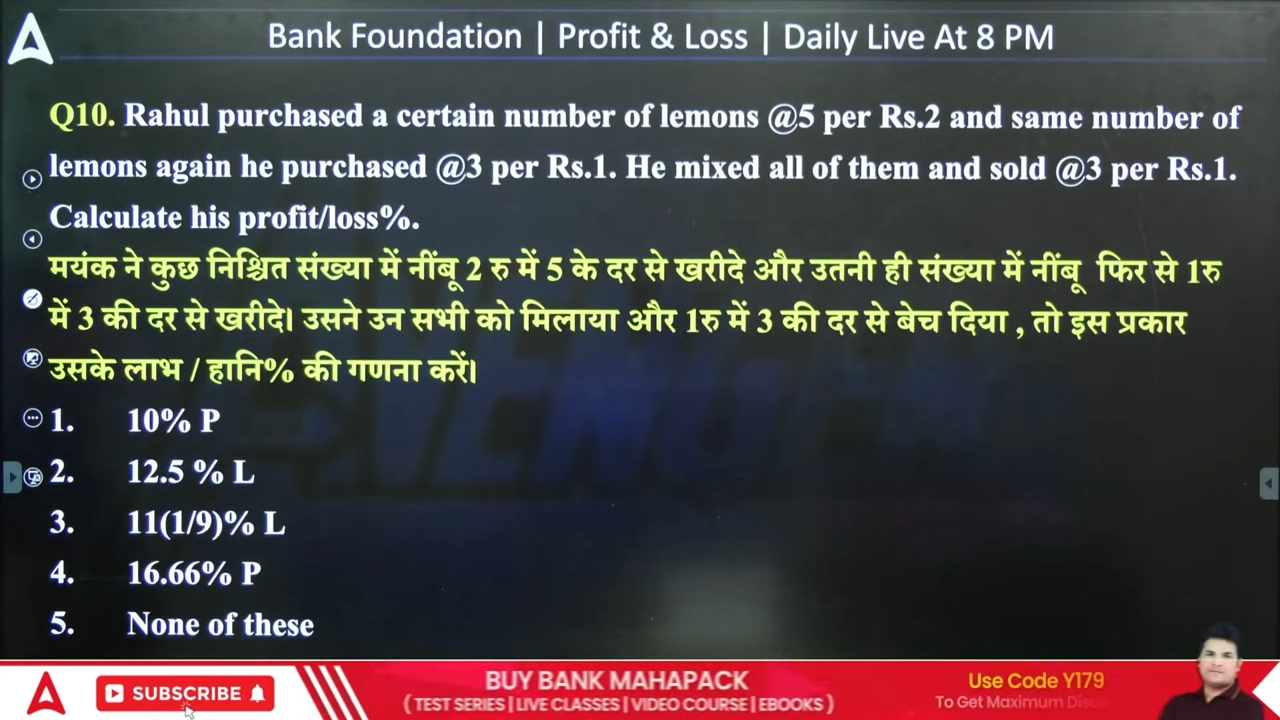 Bank Foundation | Profit & Loss | Daily Live At 8 PM
Q10. Rahul purchased a certain number of lemons @5 per Rs.2 and same number of
lemons again he purchased @3 per Rs.1. He mixed all of them and sold @3 per Rs.1.
Calculate his profit/loss%.
मयंक ने कुछ निश्चित संख्या में नींबू 2 रु में 5 के दर से खरीदे और उतनी ही संख्या में नींबू फिर से 1रु
में 3 की दर से खरीदे। उसने उन सभी को मिलाया और 1रु में 3 की दर से बेच दिया , तो इस प्रकार
उसके लाभ / हानि% की गणना करें।
1. 10% P
2. 12.5 % L
3. 11(1/9)% L
4. 16.66% P
5. None of these
SUBSCRIBE
BUY BANK MAHAPACK
( TEST SERIES | LIVE CLASSES | VIDEO COURSE | EBOOKS )
Use Code Y179
To Get Maximum